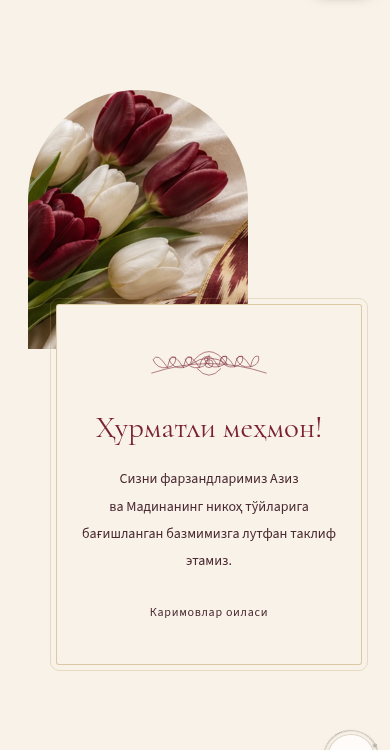 Ҳурматли меҳмон!
Сизни фарзандларимиз Азиз
ва Мадинанинг никоҳ тўйларига
бағишланган базмимизга лутфан таклиф
этамиз.
Каримовлар оиласи